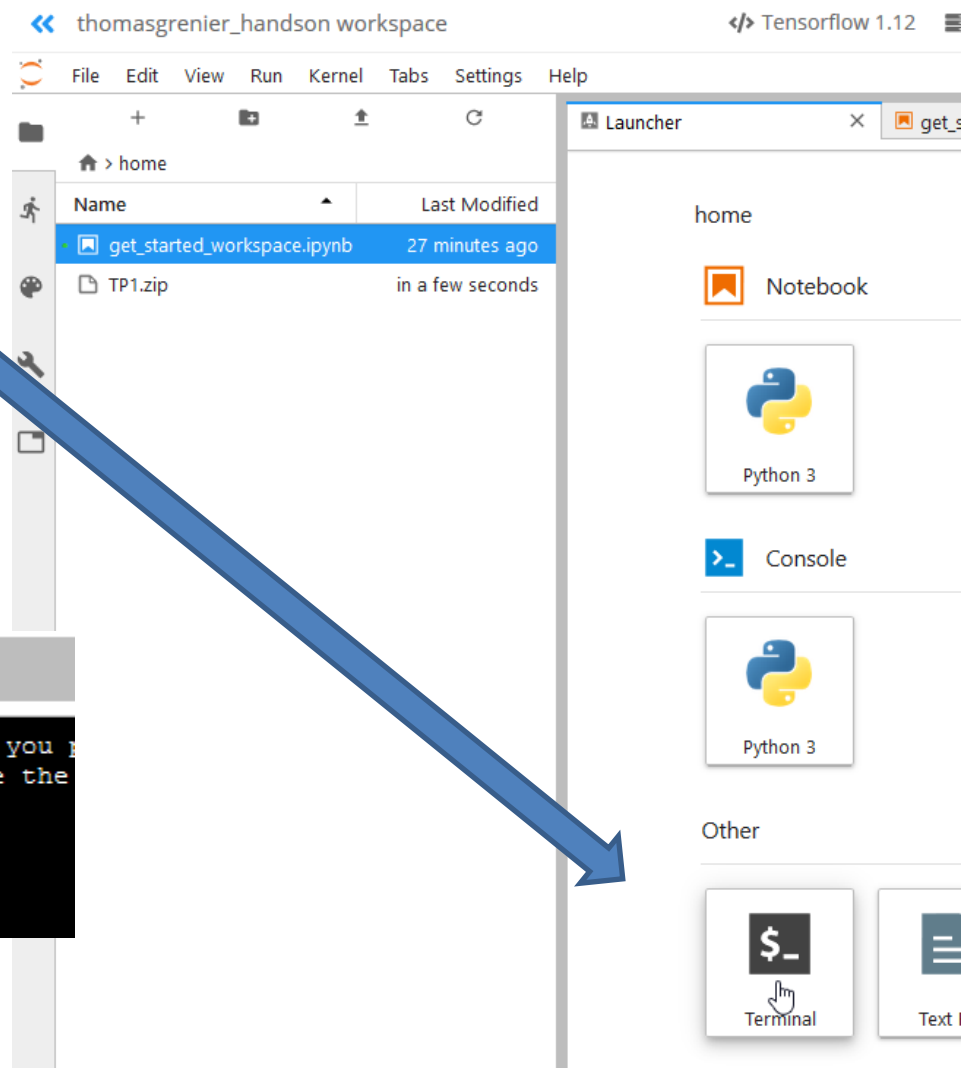 thomasgrenier_handson workspace
</> Tensorflow 1.12
File Edit View Run Kernel Tabs Settings Help
Launcher
home
Name
Last Modified
get_started_workspace.ipynb
27 minutes ago
TP1.zip
in a few seconds
home
Notebook
Python 3
Console
Python 3
Other
$_
Terminal
Text
you
the